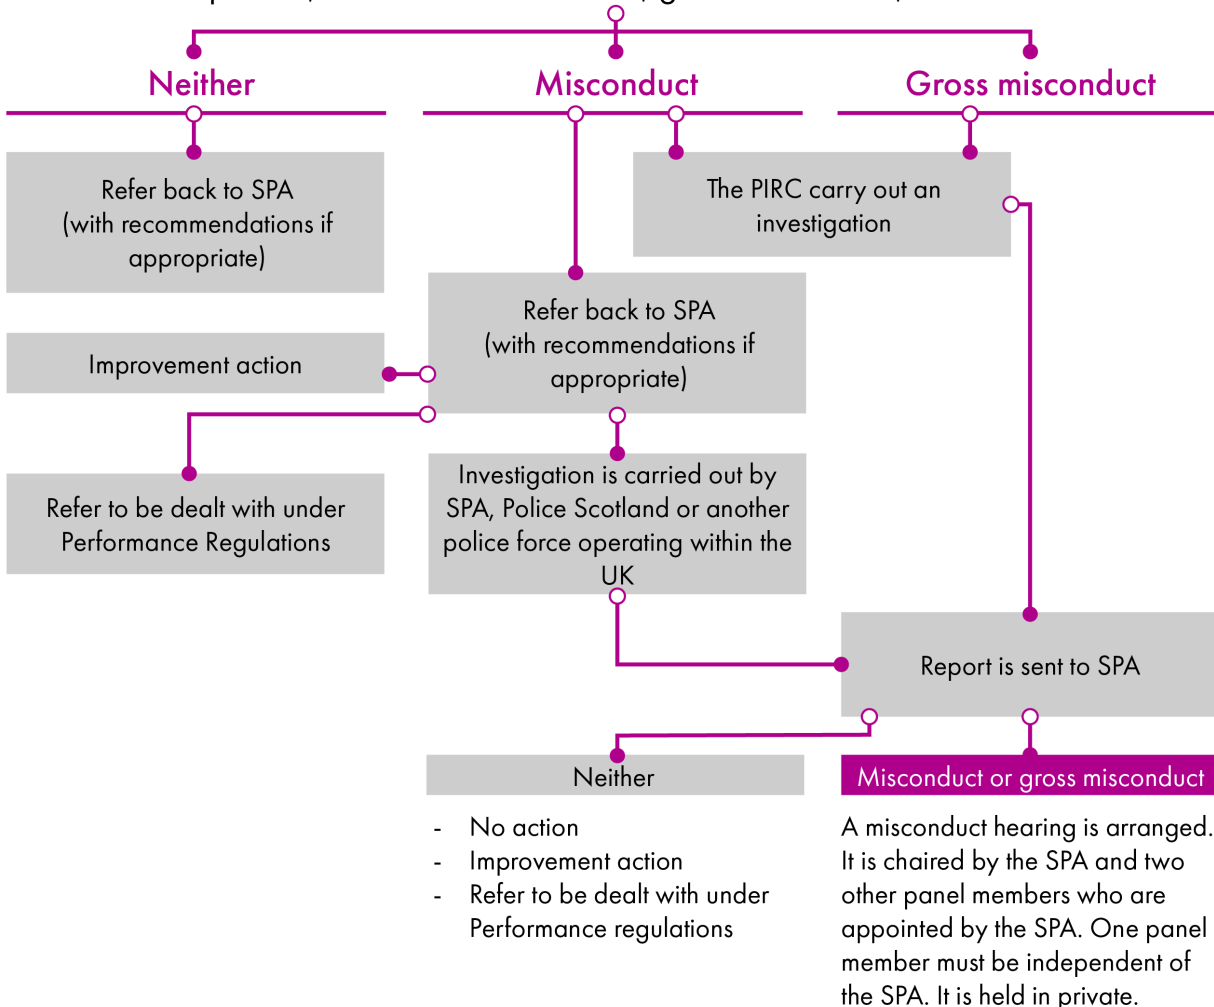 Neither
Misconduct
Gross misconduct
Refer back to SPA
(with recommendations if
appropriate)
The PIRC carry out an
investigation
Refer back to SPA
(with recommendations if
appropriate)
Improvement action
Refer to be dealt with under
Performance Regulations
Investigation is carried out by
SPA, Police Scotland or another
police force operating within the
UK
Report is sent to SPA
Neither
- No action
- Improvement action
- Refer to be dealt with under
Performance regulations
Misconduct or gross misconduct
A misconduct hearing is arranged.
It is chaired by the SPA and two
other panel members who are
appointed by the SPA. One panel
member must be independent of
the SPA. It is held in private.